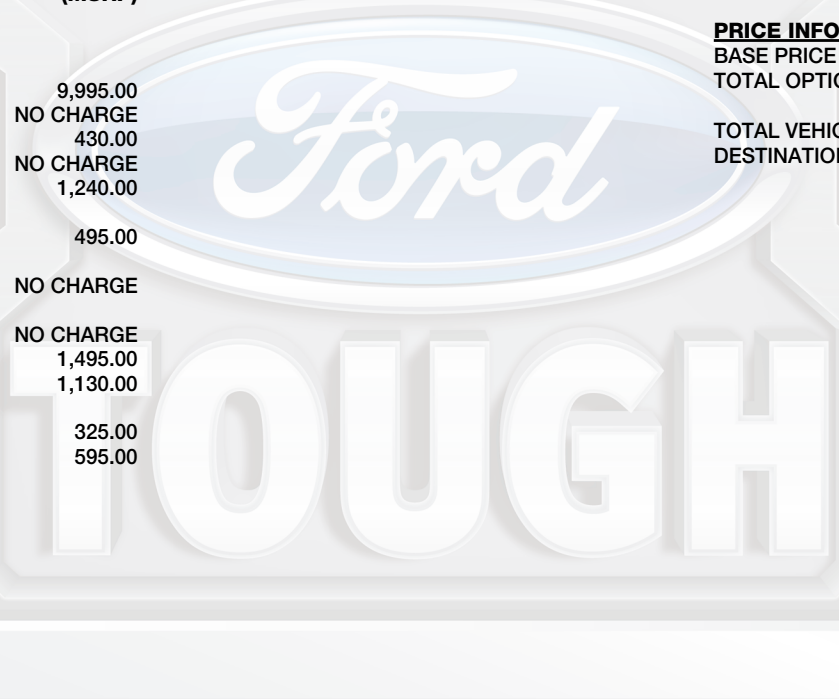 (MSRP)
9,995.00
NO CHARGE
430.00
NO CHARGE
1,240.00
495.00
NO CHARGE
NO CHARGE
1,495.00
1,130.00
325.00
595.00
PRICE INFO
BASE PRICE
TOTAL OPTIO
TOTAL VEHIC
DESTINATION
Ford
TOUGH